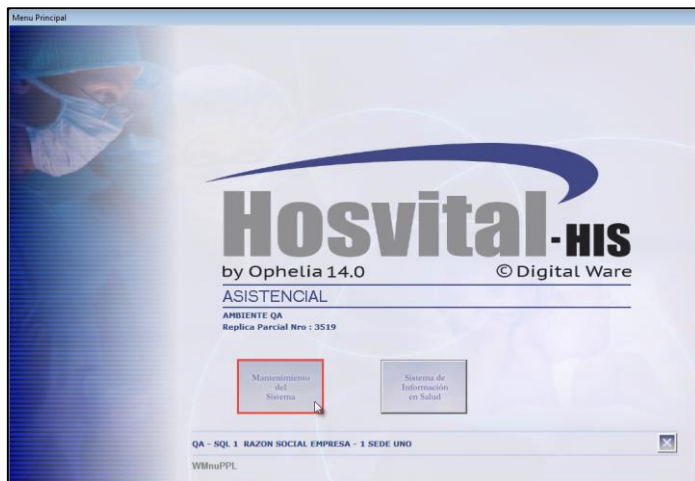 Menu Principal
Hosvital-HIS
by Ophelia 14.0 © Digital Ware
ASISTENCIAL
AMBIENTE QA
Replica Parcial Nro : 3519
Mantenimiento
del
Sistema
Sistema de
Información
en Salud
QA - SQL 1 RAZON SOCIAL EMPRESA - 1 SEDE UNO
WMnuPPL